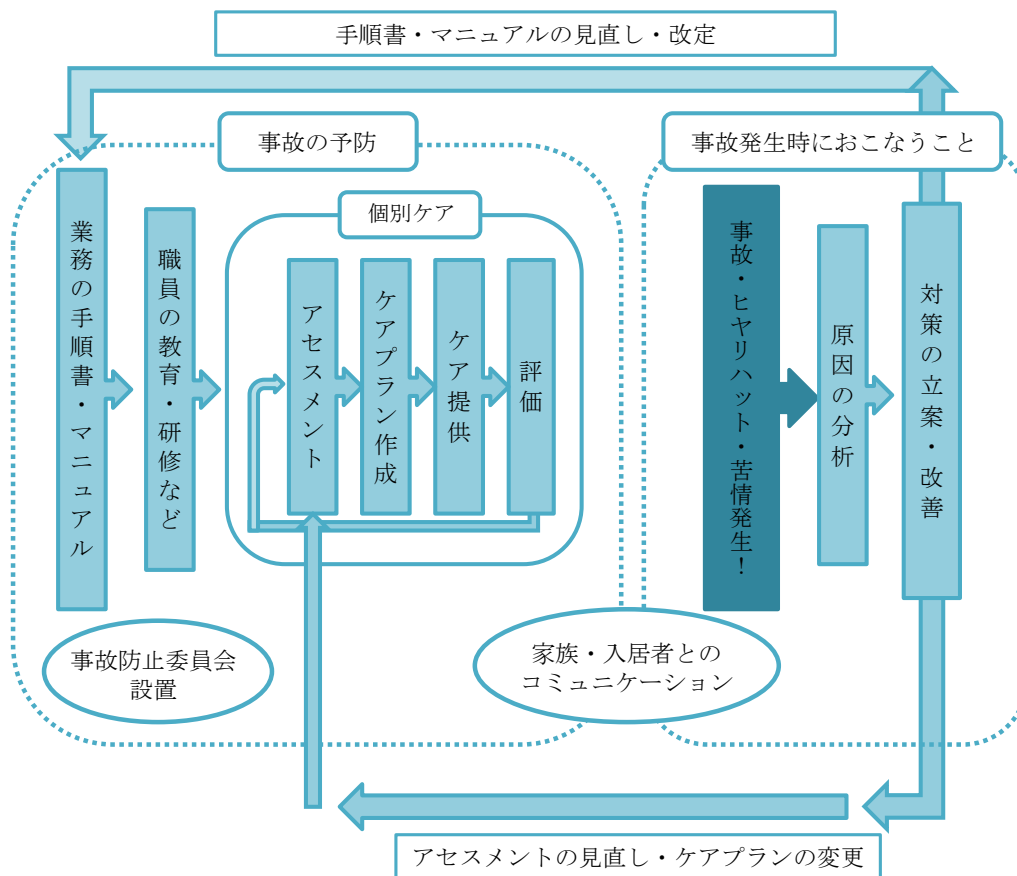 手順書・マニュアルの見直し・改定
事故の予防
事故発生時におこなうこと
業務の手順書・マニュアル
職員の教育・研修など
個別ケア
アセスメント
ケアプラン作成
ケア提供
評価
事故・ヒヤリハット・苦情発生！
原因の分析
対策の立案・改善
事故防止委員会
設置
家族・入居者との
コミュニケーション
アセスメントの見直し・ケアプランの変更